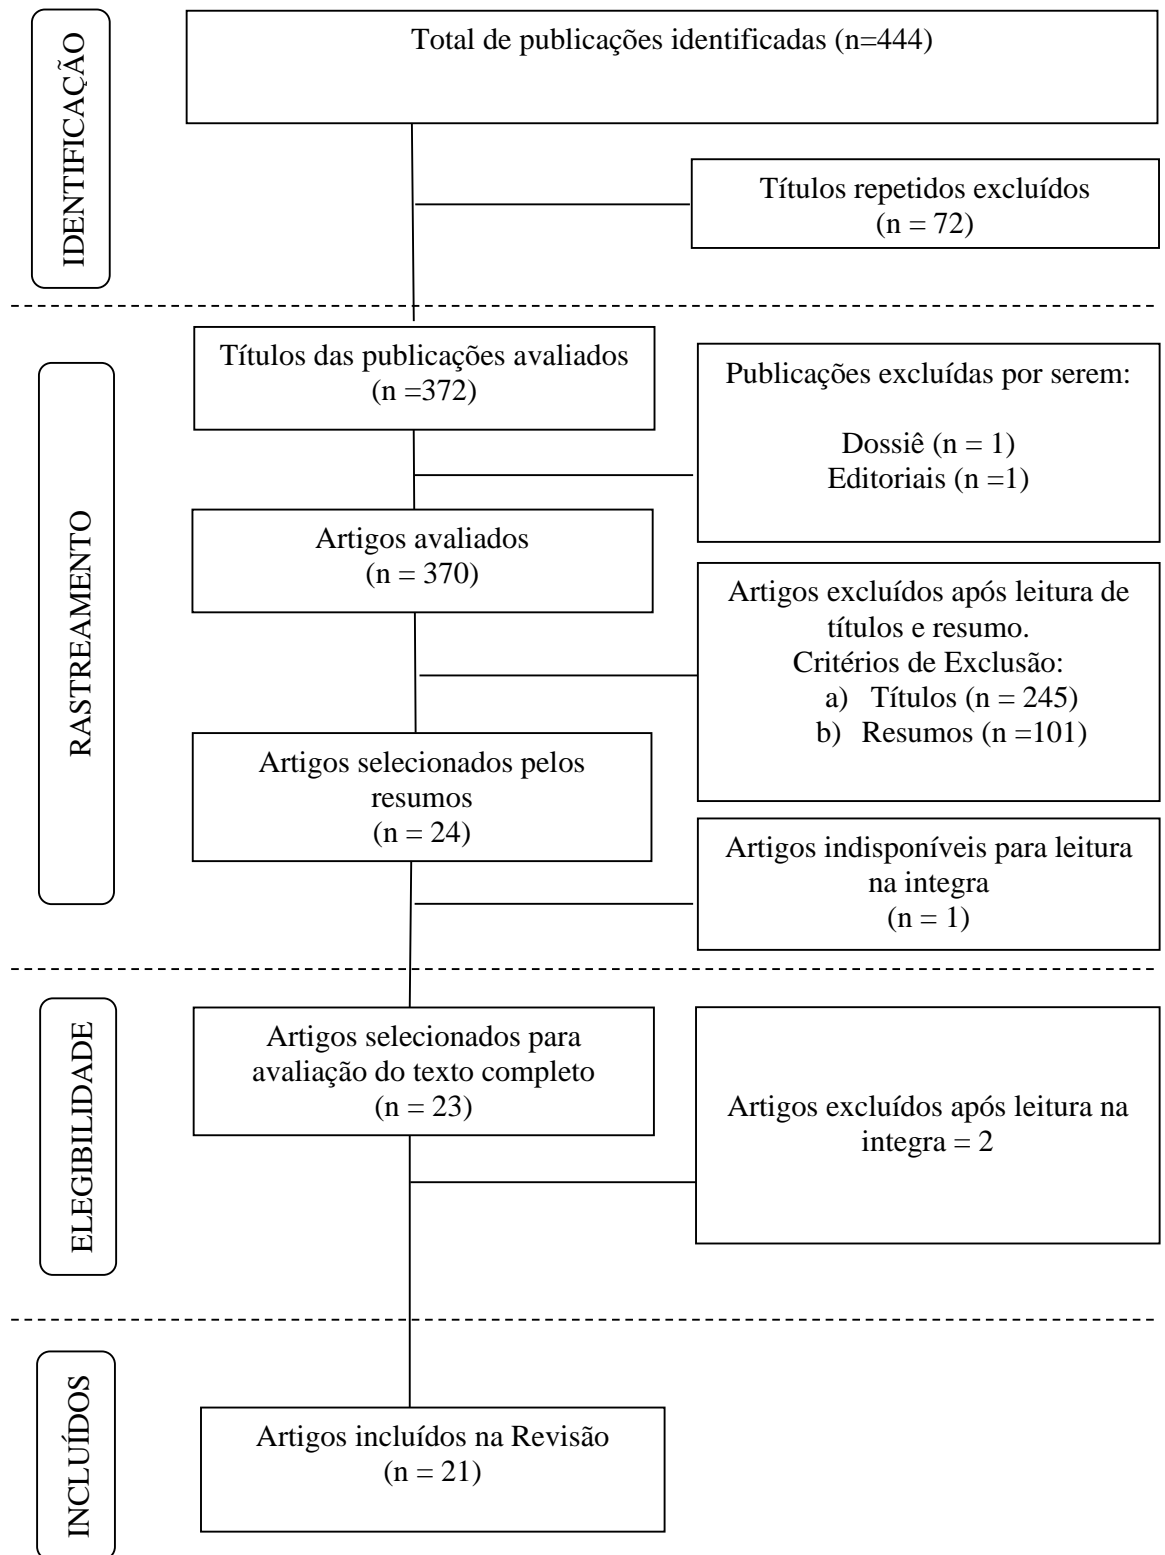 IDENTIFICAÇÃO
Total de publicações identificadas (n=444)
Títulos repetidos excluídos
(n = 72)
RASTREAMENTO
Títulos das publicações avaliados
(n =372)
Publicações excluídas por serem:
Dossiê (n = 1)
Editoriais (n =1)
Artigos avaliados
(n = 370)
Artigos excluídos após leitura de
títulos e resumo.
Critérios de Exclusão:
a) Títulos (n = 245)
b) Resumos (n =101)
Artigos selecionados pelos
resumos
(n = 24)
Artigos indisponíveis para leitura
na integra
(n = 1)
ELEGIBILIDADE
Artigos selecionados para
avaliação do texto completo
(n = 23)
Artigos excluídos após leitura na
integra = 2
INCLUÍDOS
Artigos incluídos na Revisão
(n = 21)